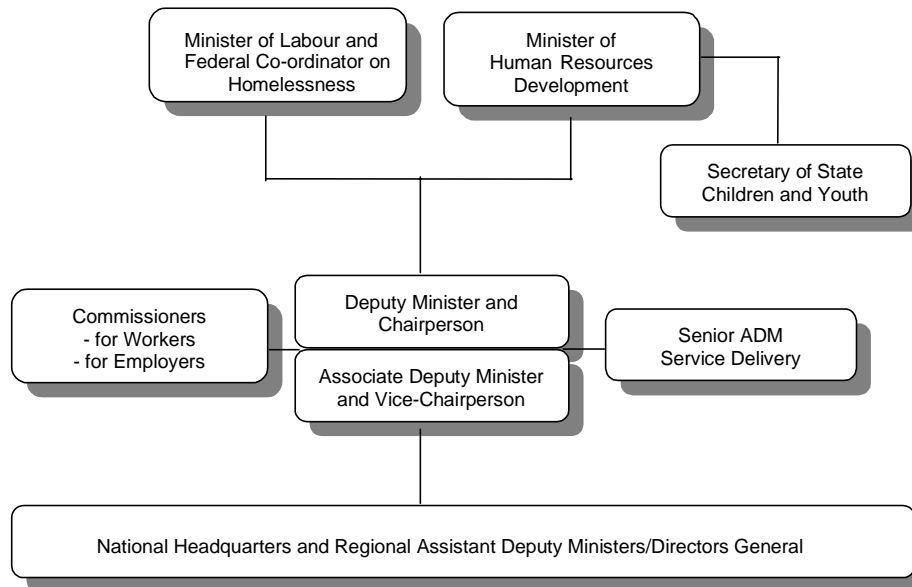 Minister of Labour and
Federal Co-ordinator on
Homelessness
Minister of
Human Resources
Development
Secretary of State
Children and Youth
Commissioners
- for Workers
- for Employers
Deputy Minister and
Chairperson
Associate Deputy Minister
and Vice-Chairperson
Senior ADM
Service Delivery
National Headquarters and Regional Assistant Deputy Ministers/Directors General